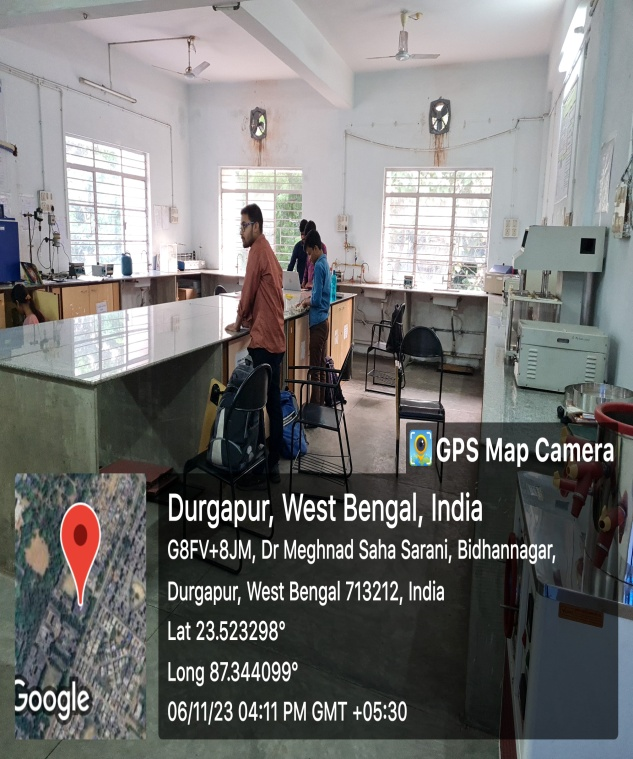 GPS Map Camera
Durgapur, West Bengal, India
G8FV+8JM, Dr Meghnad Saha Sarani, Bidhannagar,
Durgapur, West Bengal 713212, India
Lat 23.523298°
Long 87.344099°
06/11/23 04:11 PM GMT +05:30
Google